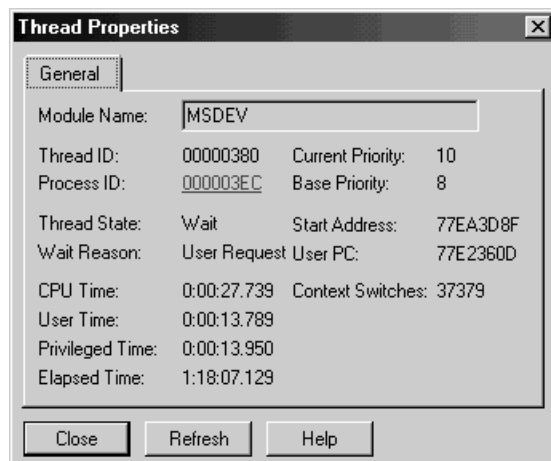 Thread Properties
General
Module Name: MSDEV
Thread ID: 00000380 Current Priority: 10
Process ID: 000003EC Base Priority: 8
Thread State: Wait Start Address: 77EA3D8F
Wait Reason: User Request User PC: 77E2360D
CPU Time: 0:00:27.739 Context Switches: 37379
User Time: 0:00:13.789
Privileged Time: 0:00:13.950
Elapsed Time: 1:18:07.129
Close Refresh Help